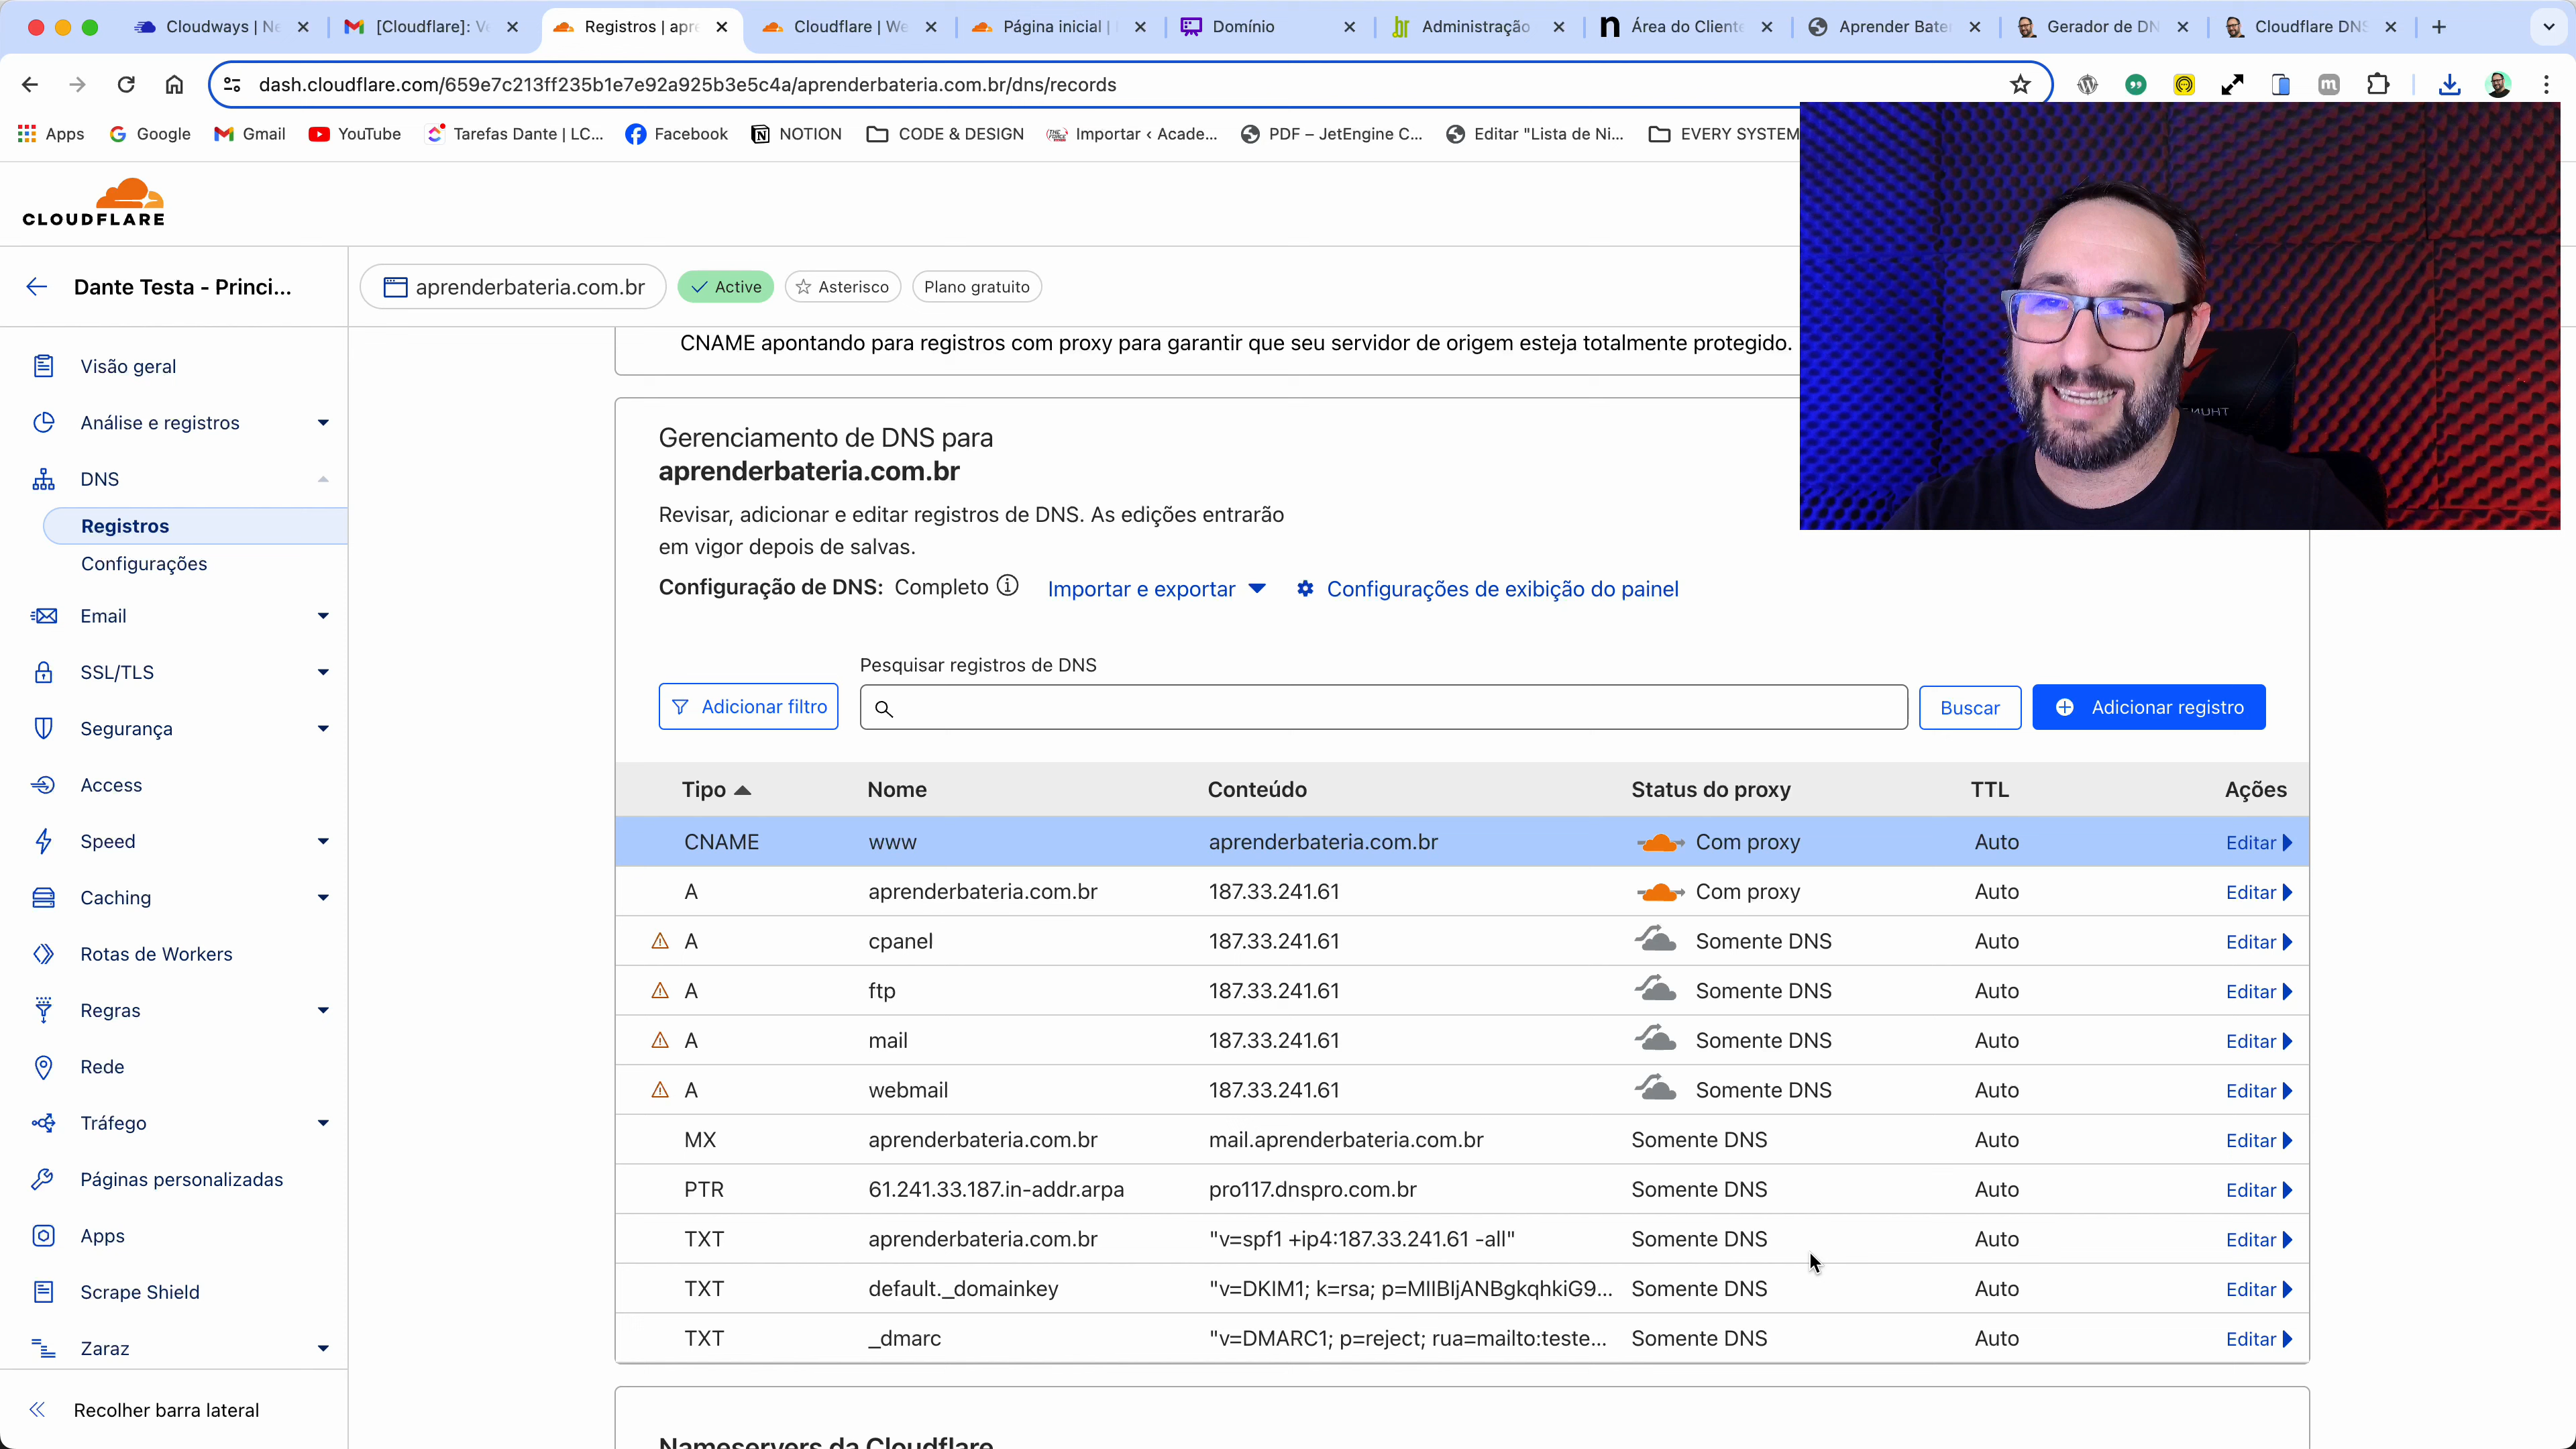 Cloudways | Ne
[Cloudflare]: Ve
Registros | apre
Cloudflare | We
Página inicial |
Domínio
Administração
Área do Cliente
Aprender Bate
Gerador de DN
Cloudflare DNS
dash.cloudflare.com/659e7c213ff235b1e7e92a925b3e5c4a/aprenderbateria.com.br/dns/records
Apps
Google
Gmail
YouTube
Tarefas Dante | LC...
Facebook
NOTION
CODE & DESIGN
Importar ‹ Acade...
PDF – JetEngine C...
Editar "Lista de Ni...
EVERY SYSTEM
CLOUDFLARE
Dante Testa - Princi...
aprenderbateria.com.br
Active
Asterisco
Plano gratuito
Visão geral
Análise e registros
DNS
Registros
Configurações
Email
SSL/TLS
Segurança
Access
Speed
Caching
Rotas de Workers
Regras
Rede
Tráfego
Páginas personalizadas
Apps
Scrape Shield
Zaraz
Recolher barra lateral
CNAME apontando para registros com proxy para garantir que seu servidor de origem esteja totalmente protegido.
Gerenciamento de DNS para
aprenderbateria.com.br
Revisar, adicionar e editar registros de DNS. As edições entrarão
em vigor depois de salvas.
Configuração de DNS: Completo Importar e exportar Configurações de exibição do painel
Pesquisar registros de DNS
Adicionar filtro Buscar Adicionar registro
Tipo Nome Conteúdo Status do proxy TTL Ações
CNAME www aprenderbateria.com.br Com proxy Auto Editar
A aprenderbateria.com.br 187.33.241.61 Com proxy Auto Editar
A cpanel 187.33.241.61 Somente DNS Auto Editar
A ftp 187.33.241.61 Somente DNS Auto Editar
A mail 187.33.241.61 Somente DNS Auto Editar
A webmail 187.33.241.61 Somente DNS Auto Editar
MX aprenderbateria.com.br mail.aprenderbateria.com.br Somente DNS Auto Editar
PTR 61.241.33.187.in-addr.arpa pro117.dnspro.com.br Somente DNS Auto Editar
TXT aprenderbateria.com.br "v=spf1 +ip4:187.33.241.61 -all" Somente DNS Auto Editar
TXT default._domainkey "v=DKIM1; k=rsa; p=MIIBIjANBgkqhkiG9... Somente DNS Auto Editar
TXT _dmarc "v=DMARC1; p=reject; rua=mailto:teste... Somente DNS Auto Editar
Nameservers da Cloudflare